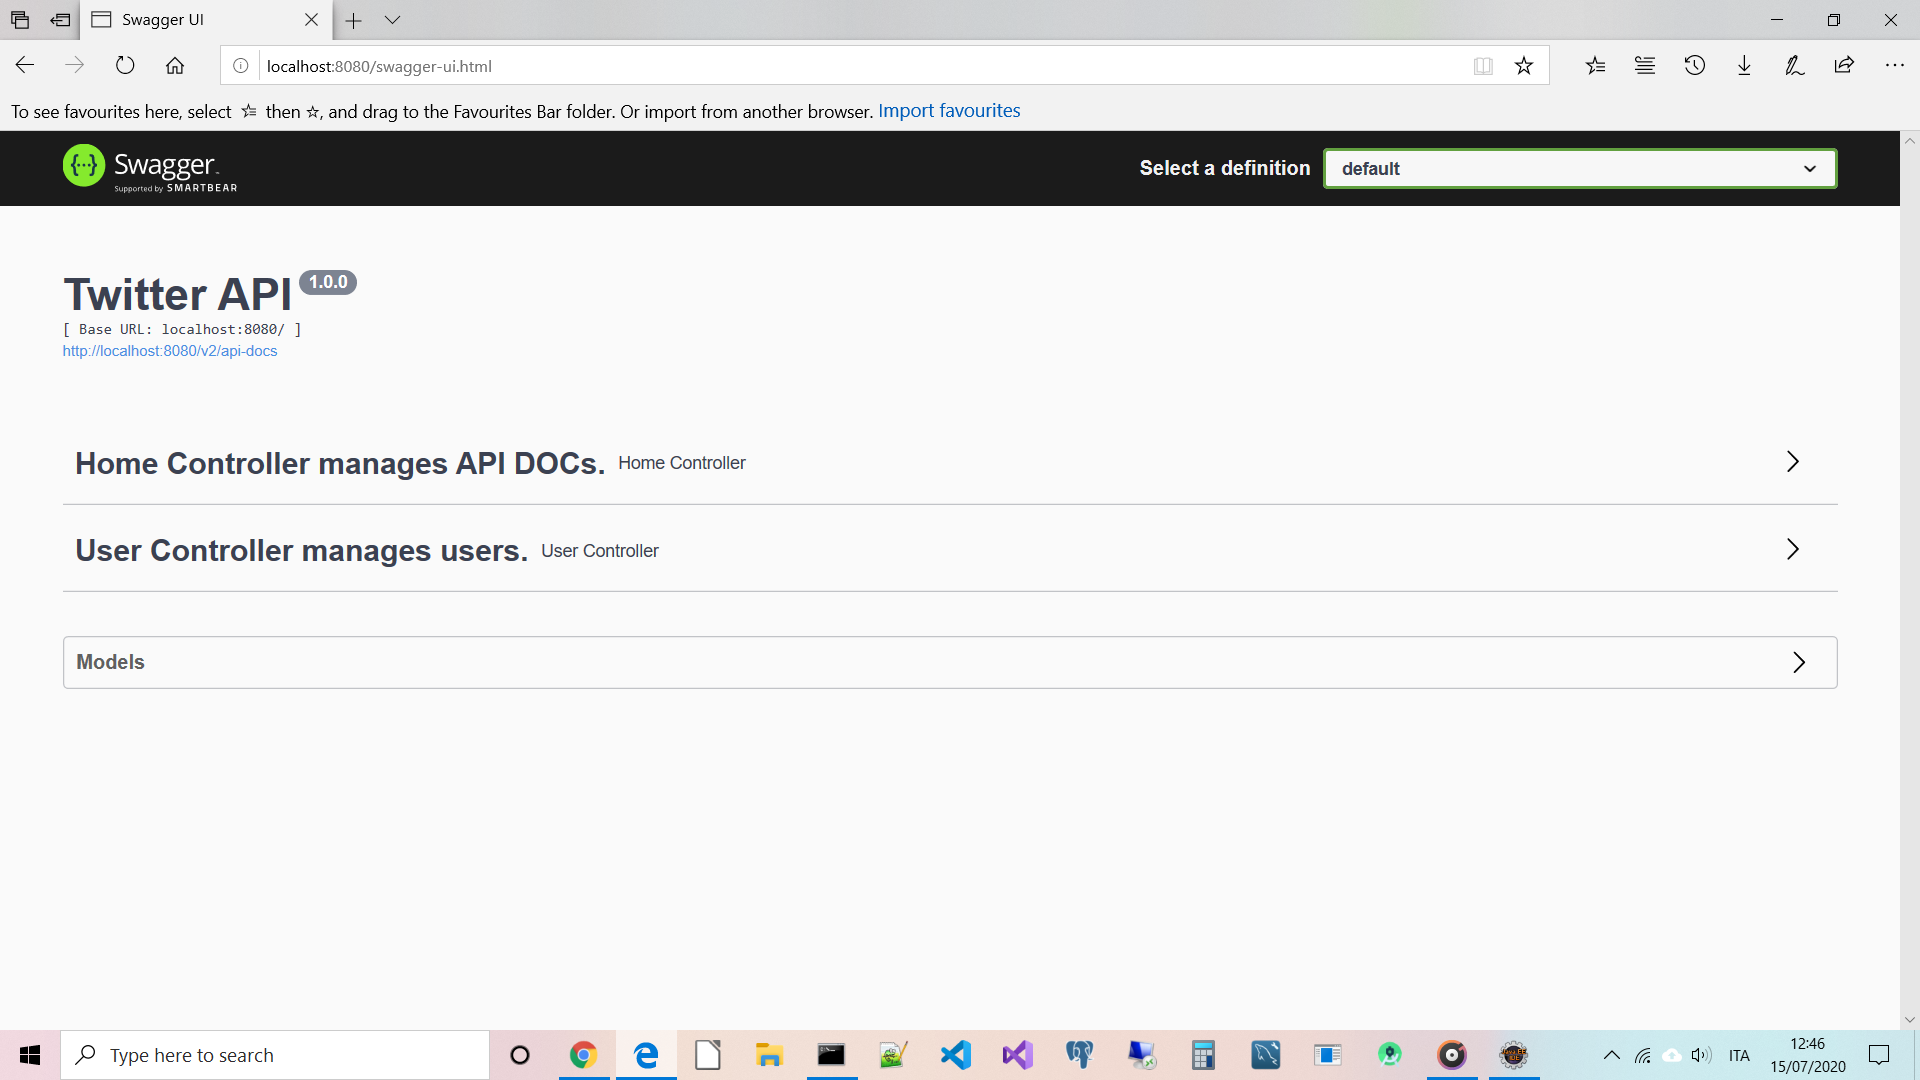 Swagger UI
localhost:8080/swagger-ui.html
To see favourites here, select then , and drag to the Favourites Bar folder. Or import from another browser. Import favourites
Swagger
Supported by SMARTBEAR
Select a definition
default
Twitter API 1.0.0
[ Base URL: localhost:8080/ ]
http://localhost:8080/v2/api-docs
Home Controller manages API DOCs. Home Controller
User Controller manages users. User Controller
Models
Type here to search
ITA
12:46
15/07/2020